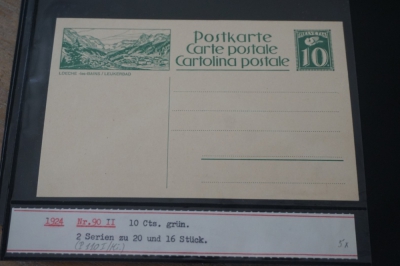 Postkarte
Carte postale
Cartolina postale
10
1924 Nr.90 II 10 Cts. grün.
2 Serien zu 20 und 16 Stück.